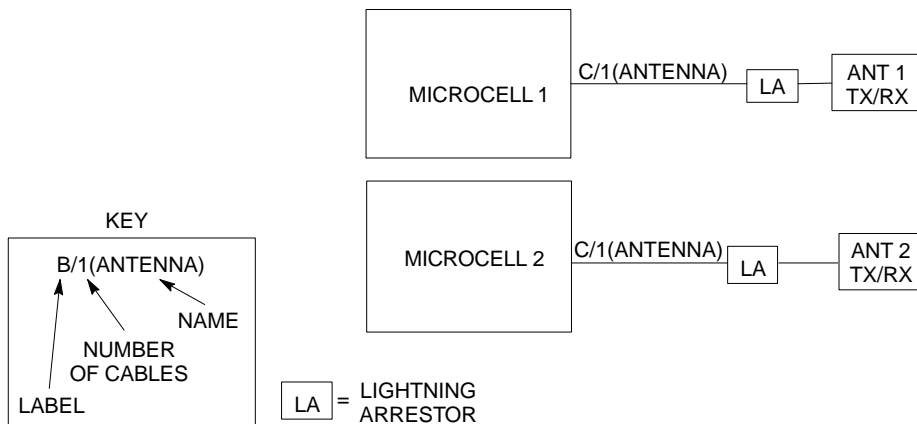 MICROCELL 1
C/1(ANTENNA)
LA
ANT 1
TX/RX
MICROCELL 2
C/1(ANTENNA)
LA
ANT 2
TX/RX
KEY
B/1(ANTENNA)
NAME
NUMBER
OF CABLES
LABEL
LA = LIGHTNING
ARRESTOR